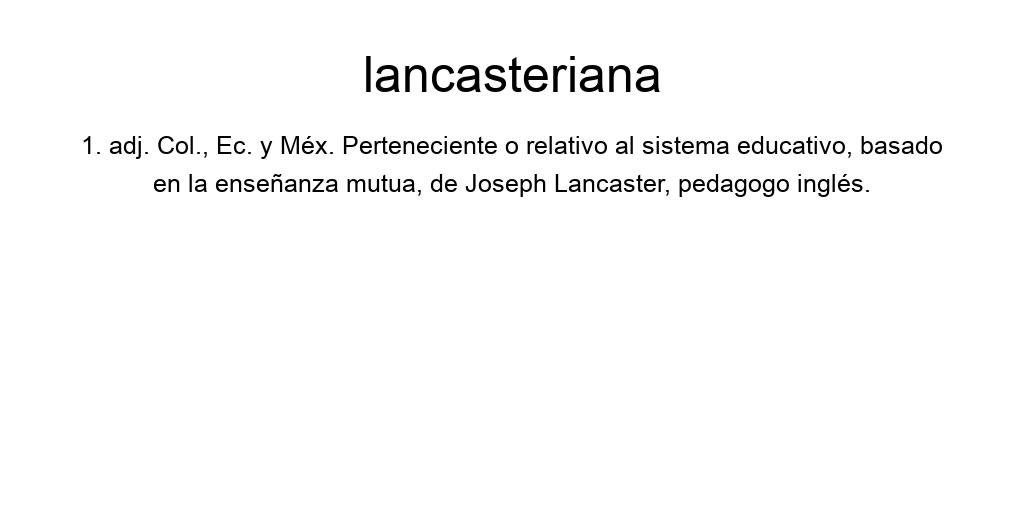 lancasteriana
1. adj. Col., Ec. y Méx. Perteneciente o relativo al sistema educativo, basado
en la enseñanza mutua, de Joseph Lancaster, pedagogo inglés.